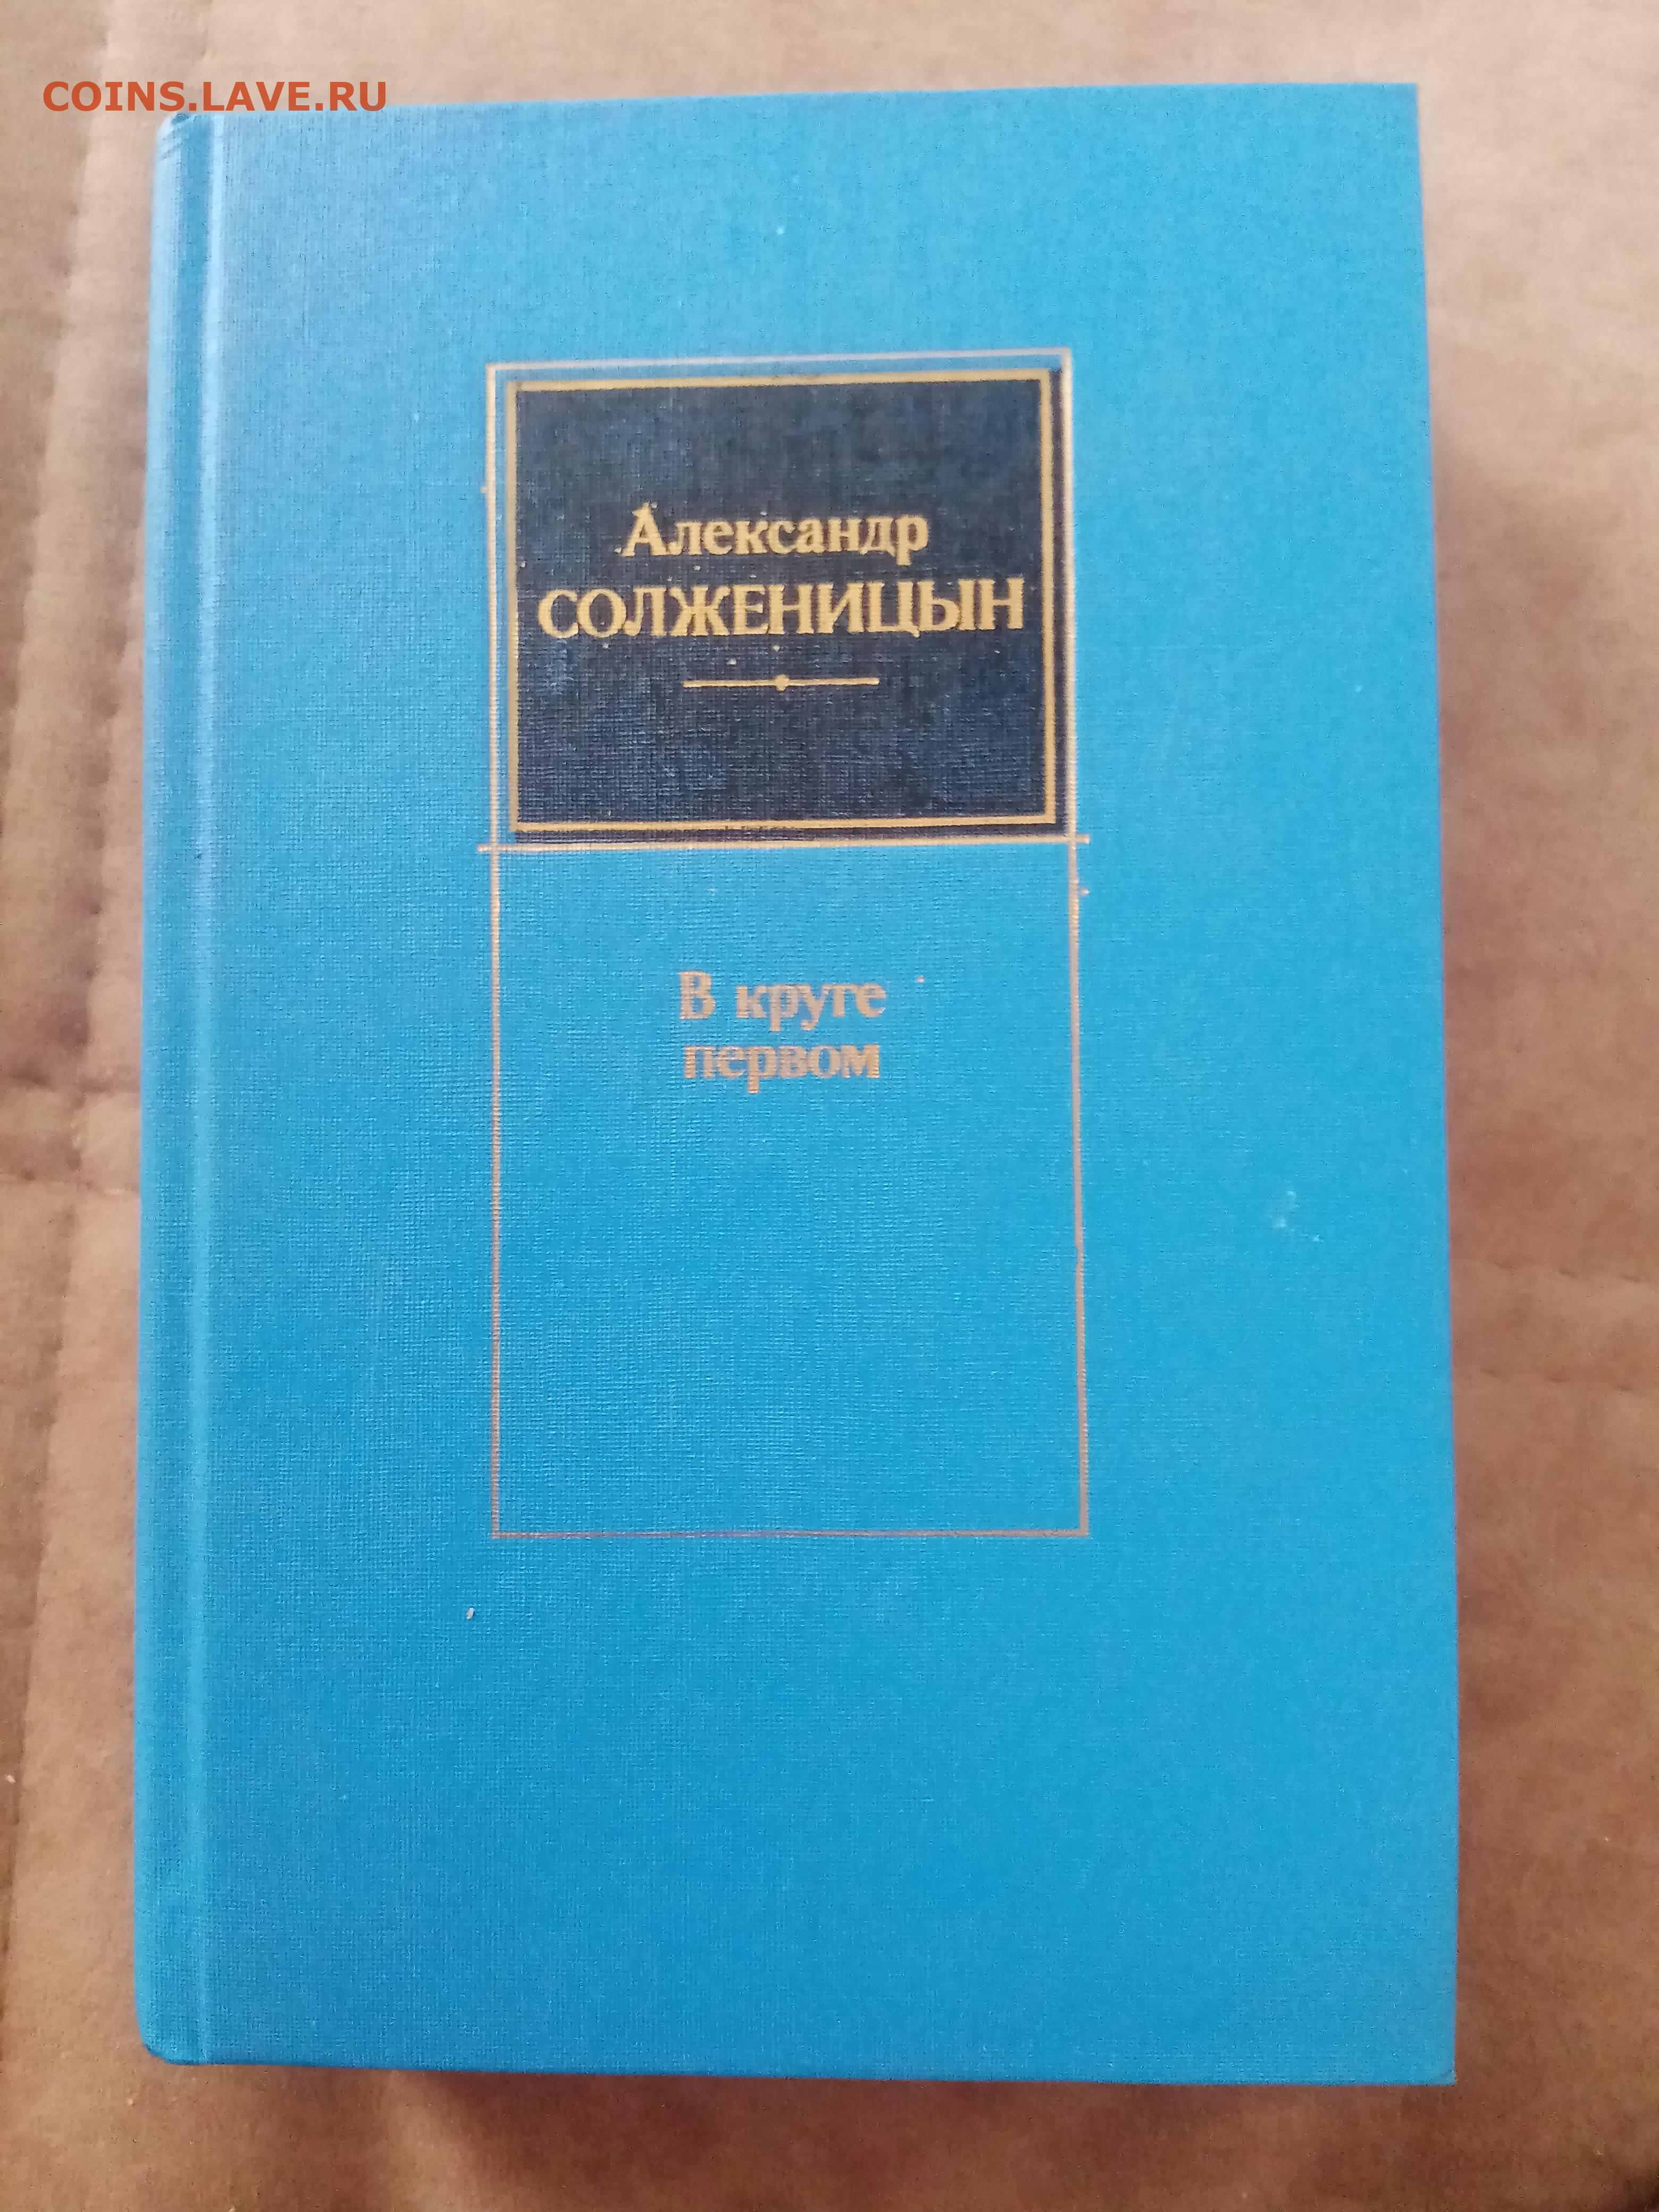 COINS.LAVE.RU
Александр
СОЛЖЕНИЦЫН
В круге
первом